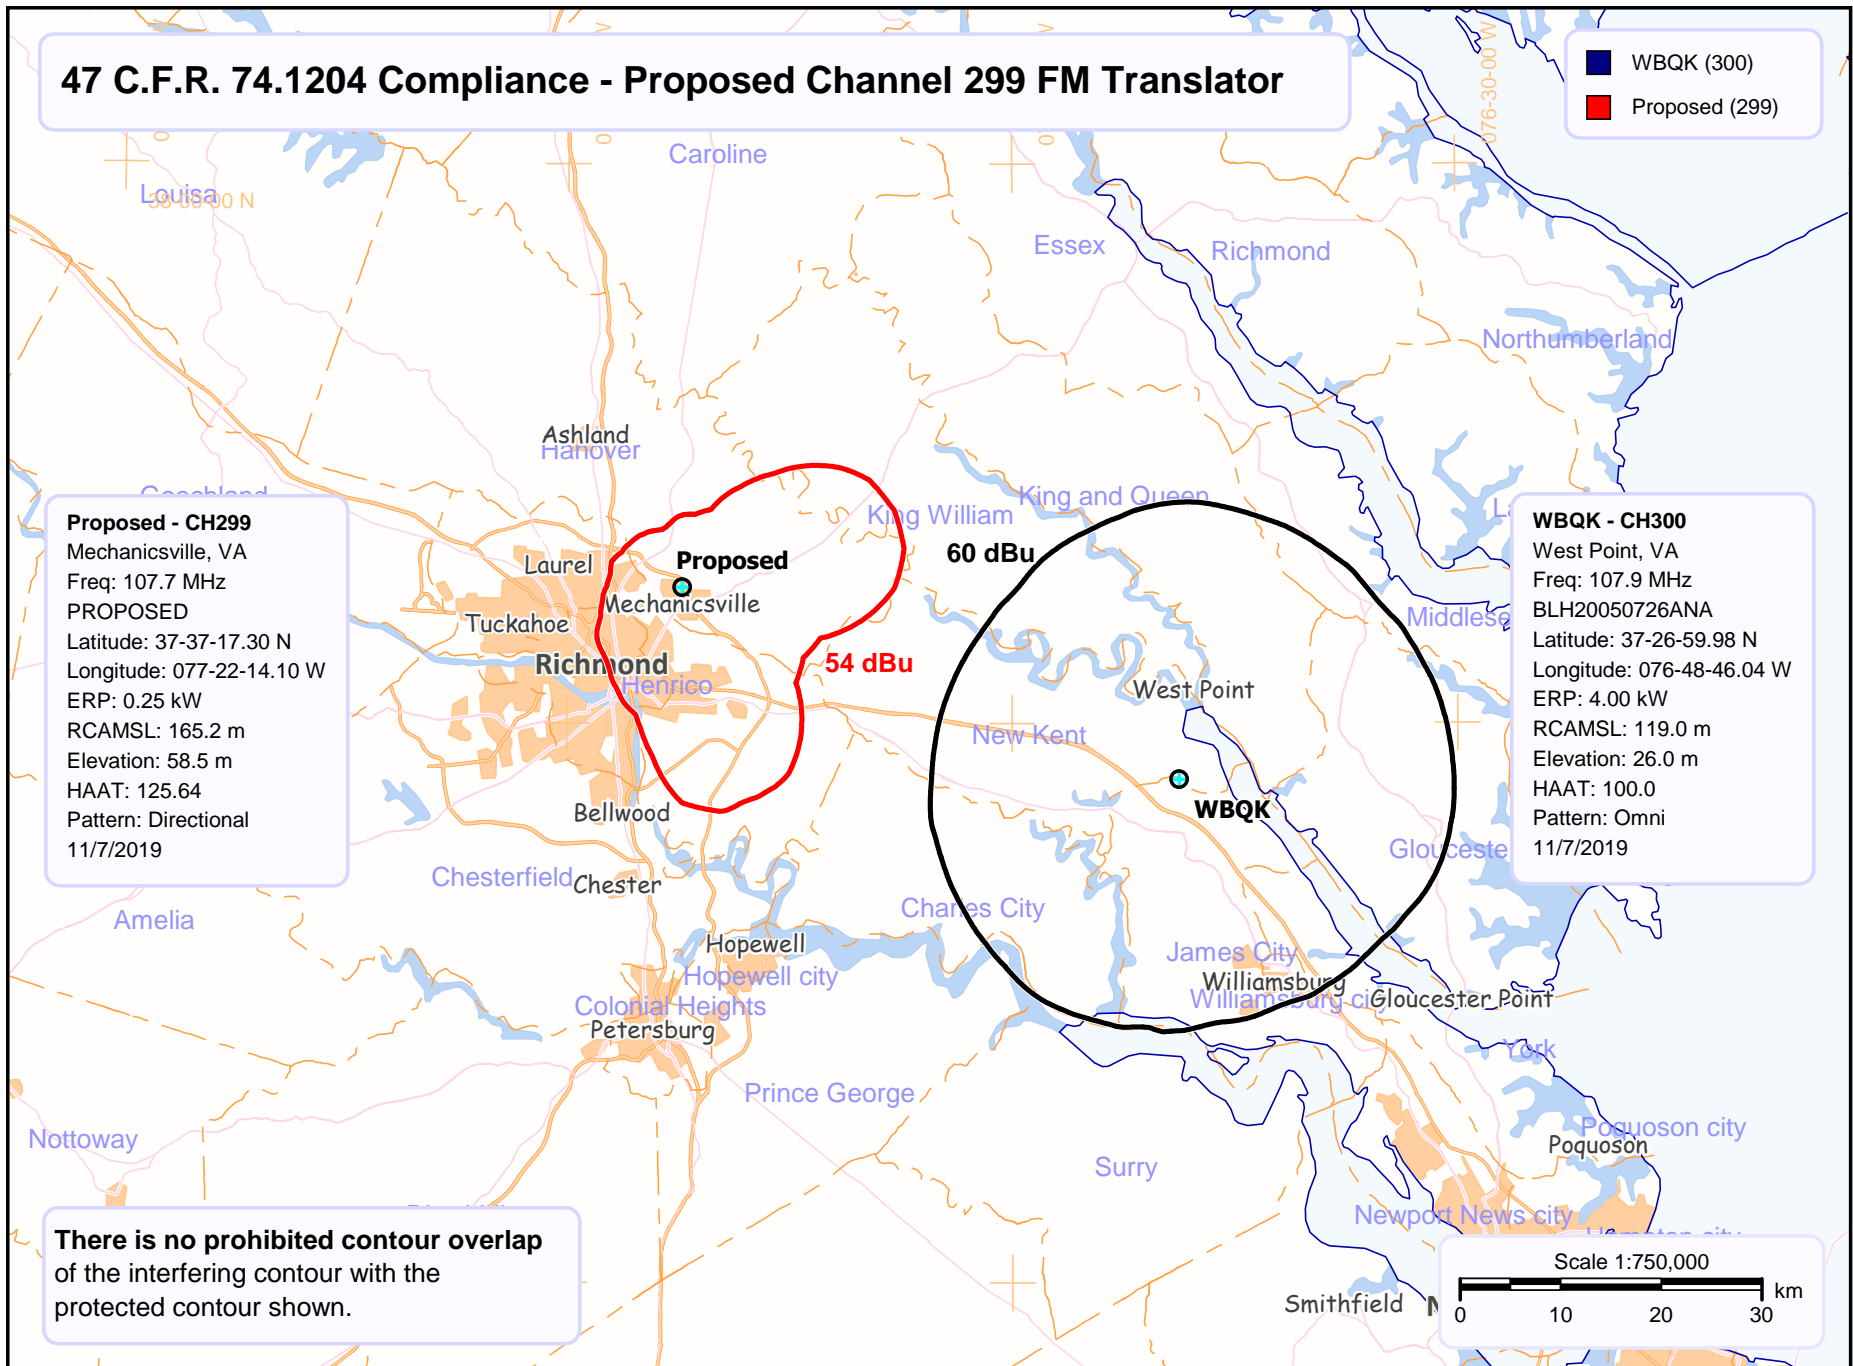 47 C.F.R. 74.1204 Compliance - Proposed Channel 299 FM Translator
WBQK (300)
Proposed (299)
076-30-00 W
Caroline
Louisa
38-00-00 N
Essex
Richmond
Northumberland
Ashland
Hanover
Goochland
King William
King and Queen
60 dBu
Laurel
Proposed
Mechanicsville
Tuckahoe
Richmond
Henrico
54 dBu
West Point
New Kent
WBQK
Bellwood
Chesterfield
Chester
Charles City
Amelia
Hopewell
Hopewell city
Colonial Heights
Petersburg
James City
Williamsburg
Gloucester Point
York
Prince George
Nottoway
Surry
Poquoson city
Poquoson
Newport News city
Smithfield
Proposed - CH299
Mechanicsville, VA
Freq: 107.7 MHz
PROPOSED
Latitude: 37-37-17.30 N
Longitude: 077-22-14.10 W
ERP: 0.25 kW
RCAMSL: 165.2 m
Elevation: 58.5 m
HAAT: 125.64
Pattern: Directional
11/7/2019
WBQK - CH300
West Point, VA
Freq: 107.9 MHz
BLH20050726ANA
Latitude: 37-26-59.98 N
Longitude: 076-48-46.04 W
ERP: 4.00 kW
RCAMSL: 119.0 m
Elevation: 26.0 m
HAAT: 100.0
Pattern: Omni
11/7/2019
There is no prohibited contour overlap
of the interfering contour with the
protected contour shown.
Scale 1:750,000
km
0 10 20 30